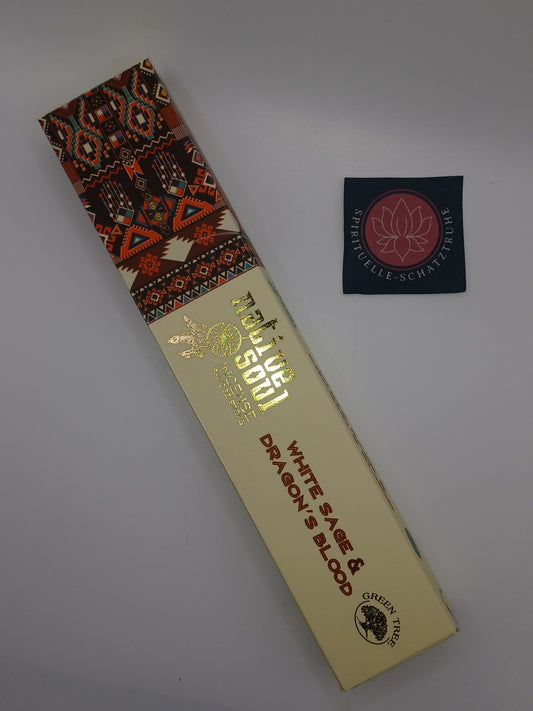 native
soul
INCENSE
WHITE SAGE &
DRAGON'S BLOOD
GREEN TREE
SPIRITUELLE-SCHATZTRUHE